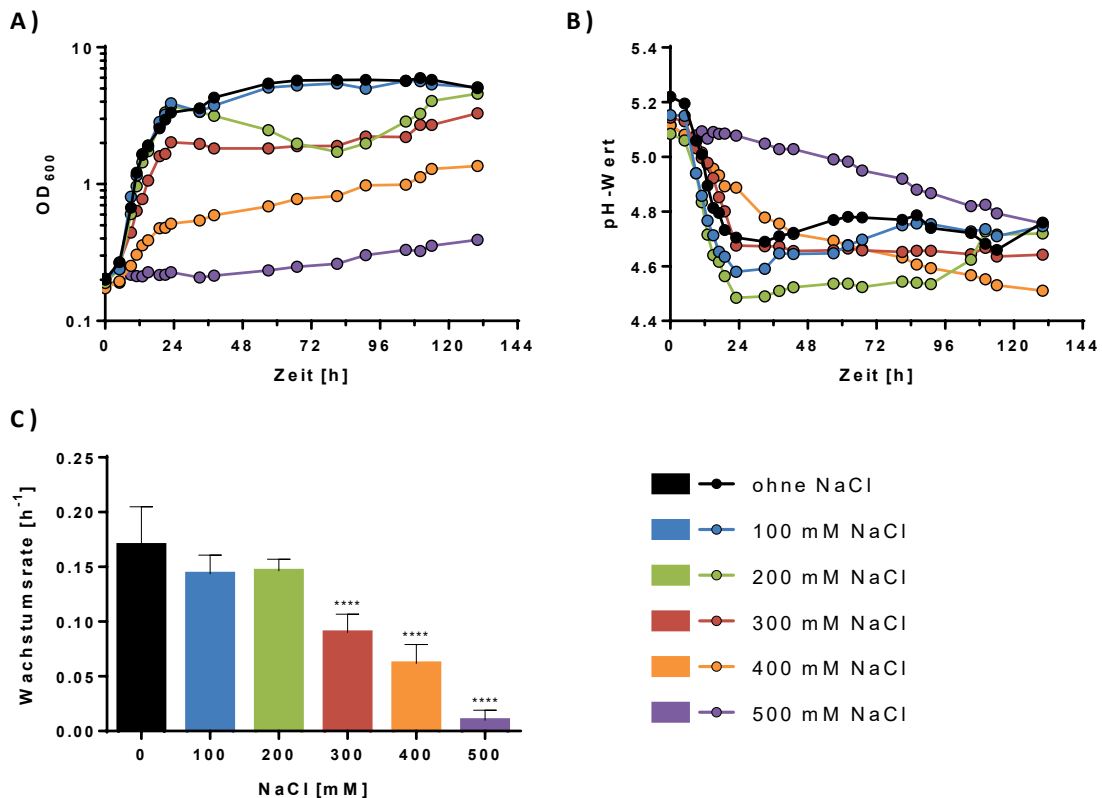 A)
10
1
0.1
OD600
0 24 48 72 96 120 144
Zeit [h]
B)
5.4
5.2
5.0
4.8
4.6
4.4
pH-Wert
0 24 48 72 96 120 144
Zeit [h]
C)
0.25
0.20
0.15
0.10
0.05
0.00
Wachstumsrate [h-1]
****
****
****
0 100 200 300 400 500
NaCl [mM]
ohne NaCl
100 mM NaCl
200 mM NaCl
300 mM NaCl
400 mM NaCl
500 mM NaCl